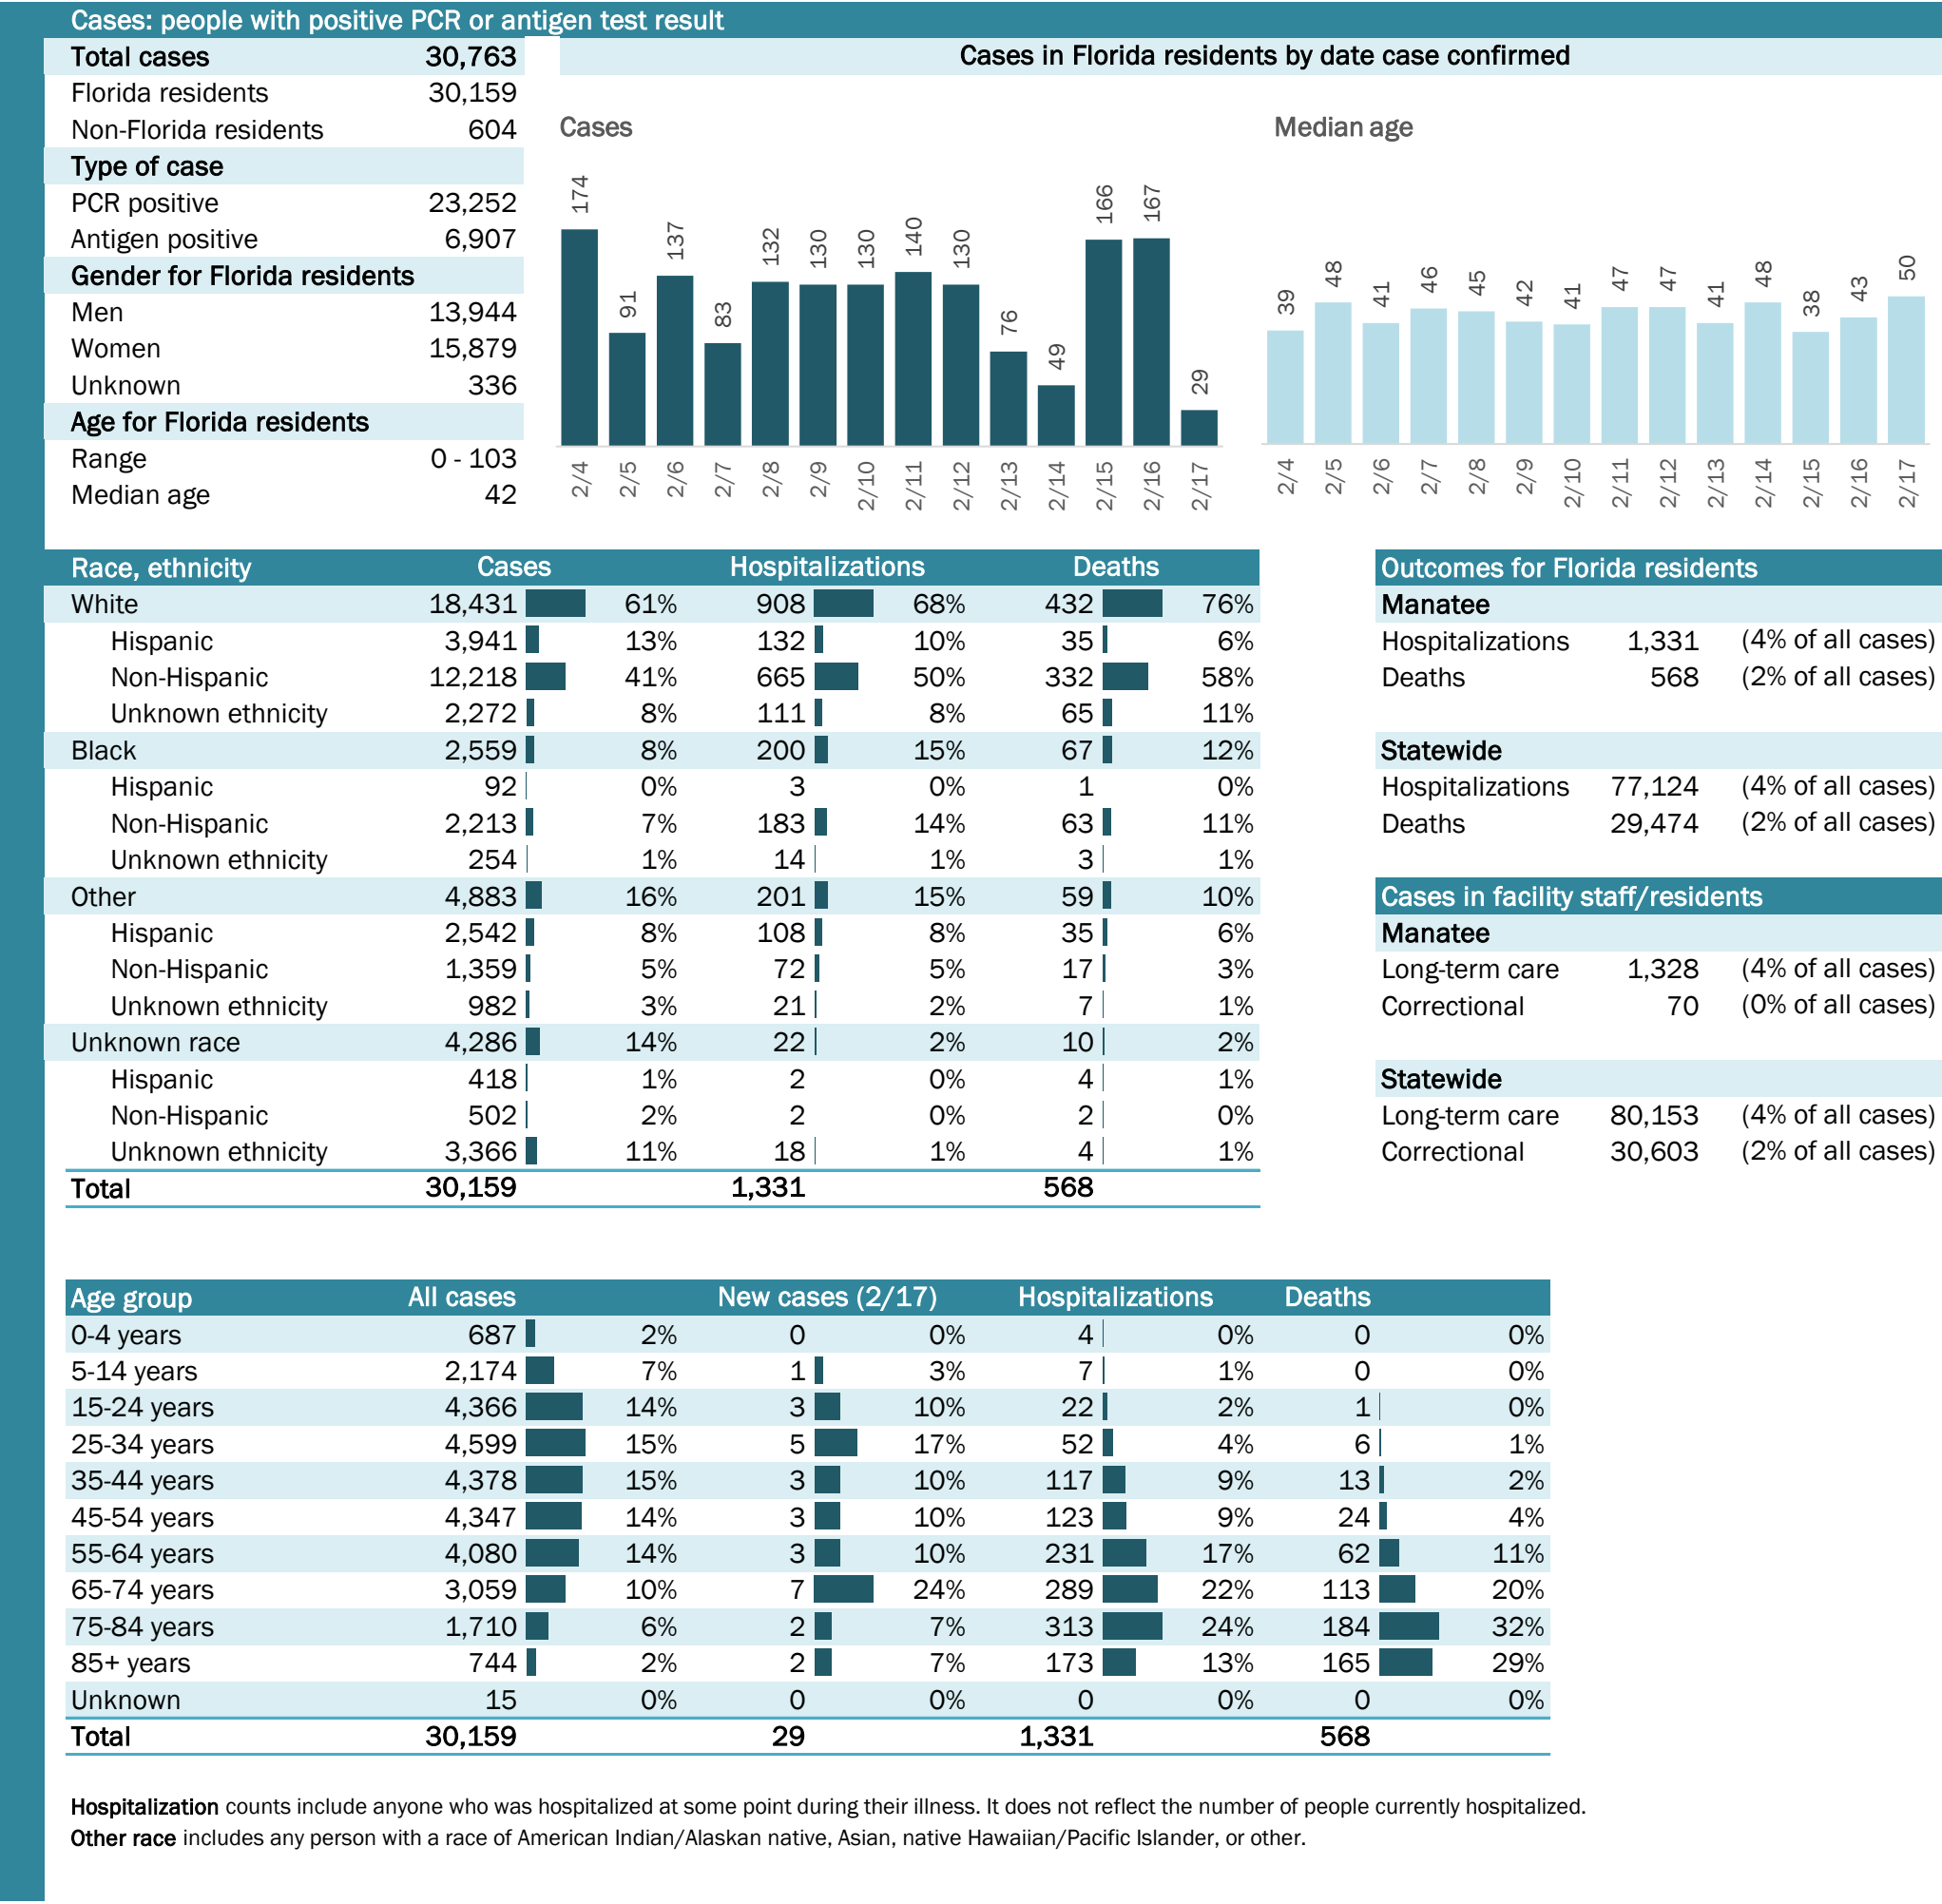 Cases: people with positive PCR or antigen test result
Total cases 30,763
Florida residents 30,159
Non-Florida residents 604
Type of case
PCR positive 23,252
Antigen positive 6,907
Gender for Florida residents
Men 13,944
Women 15,879
Unknown 336
Age for Florida residents
Range 0 - 103
Median age 42
Cases in Florida residents by date case confirmed
Cases
174 91 137 83 132 130 130 140 130 76 49 166 167 29
2/4 2/5 2/6 2/7 2/8 2/9 2/10 2/11 2/12 2/13 2/14 2/15 2/16 2/17
Median age
39 48 41 46 45 42 41 47 47 41 48 38 43 50
2/4 2/5 2/6 2/7 2/8 2/9 2/10 2/11 2/12 2/13 2/14 2/15 2/16 2/17
Race, ethnicity Cases Hospitalizations Deaths
White 18,431 61% 908 68% 432 76%
Hispanic 3,941 13% 132 10% 35 6%
Non-Hispanic 12,218 41% 665 50% 332 58%
Unknown ethnicity 2,272 8% 111 8% 65 11%
Black 2,559 8% 200 15% 67 12%
Hispanic 92 0% 3 0% 1 0%
Non-Hispanic 2,213 7% 183 14% 63 11%
Unknown ethnicity 254 1% 14 1% 3 1%
Other 4,883 16% 201 15% 59 10%
Hispanic 2,542 8% 108 8% 35 6%
Non-Hispanic 1,359 5% 72 5% 17 3%
Unknown ethnicity 982 3% 21 2% 7 1%
Unknown race 4,286 14% 22 2% 10 2%
Hispanic 418 1% 2 0% 4 1%
Non-Hispanic 502 2% 2 0% 2 0%
Unknown ethnicity 3,366 11% 18 1% 4 1%
Total 30,159 1,331 568
Outcomes for Florida residents
Manatee
Hospitalizations 1,331 (4% of all cases)
Deaths 568 (2% of all cases)
Statewide
Hospitalizations 77,124 (4% of all cases)
Deaths 29,474 (2% of all cases)
Cases in facility staff/residents
Manatee
Long-term care 1,328 (4% of all cases)
Correctional 70 (0% of all cases)
Statewide
Long-term care 80,153 (4% of all cases)
Correctional 30,603 (2% of all cases)
Age group All cases New cases (2/17) Hospitalizations Deaths
0-4 years 687 2% 0 0% 4 0% 0 0%
5-14 years 2,174 7% 1 3% 7 1% 0 0%
15-24 years 4,366 14% 3 10% 22 2% 1 0%
25-34 years 4,599 15% 5 17% 52 4% 6 1%
35-44 years 4,378 15% 3 10% 117 9% 13 2%
45-54 years 4,347 14% 3 10% 123 9% 24 4%
55-64 years 4,080 14% 3 10% 231 17% 62 11%
65-74 years 3,059 10% 7 24% 289 22% 113 20%
75-84 years 1,710 6% 2 7% 313 24% 184 32%
85+ years 744 2% 2 7% 173 13% 165 29%
Unknown 15 0% 0 0% 0 0% 0 0%
Total 30,159 29 1,331 568
Hospitalization counts include anyone who was hospitalized at some point during their illness. It does not reflect the number of people currently hospitalized.
Other race includes any person with a race of American Indian/Alaskan native, Asian, native Hawaiian/Pacific Islander, or other.